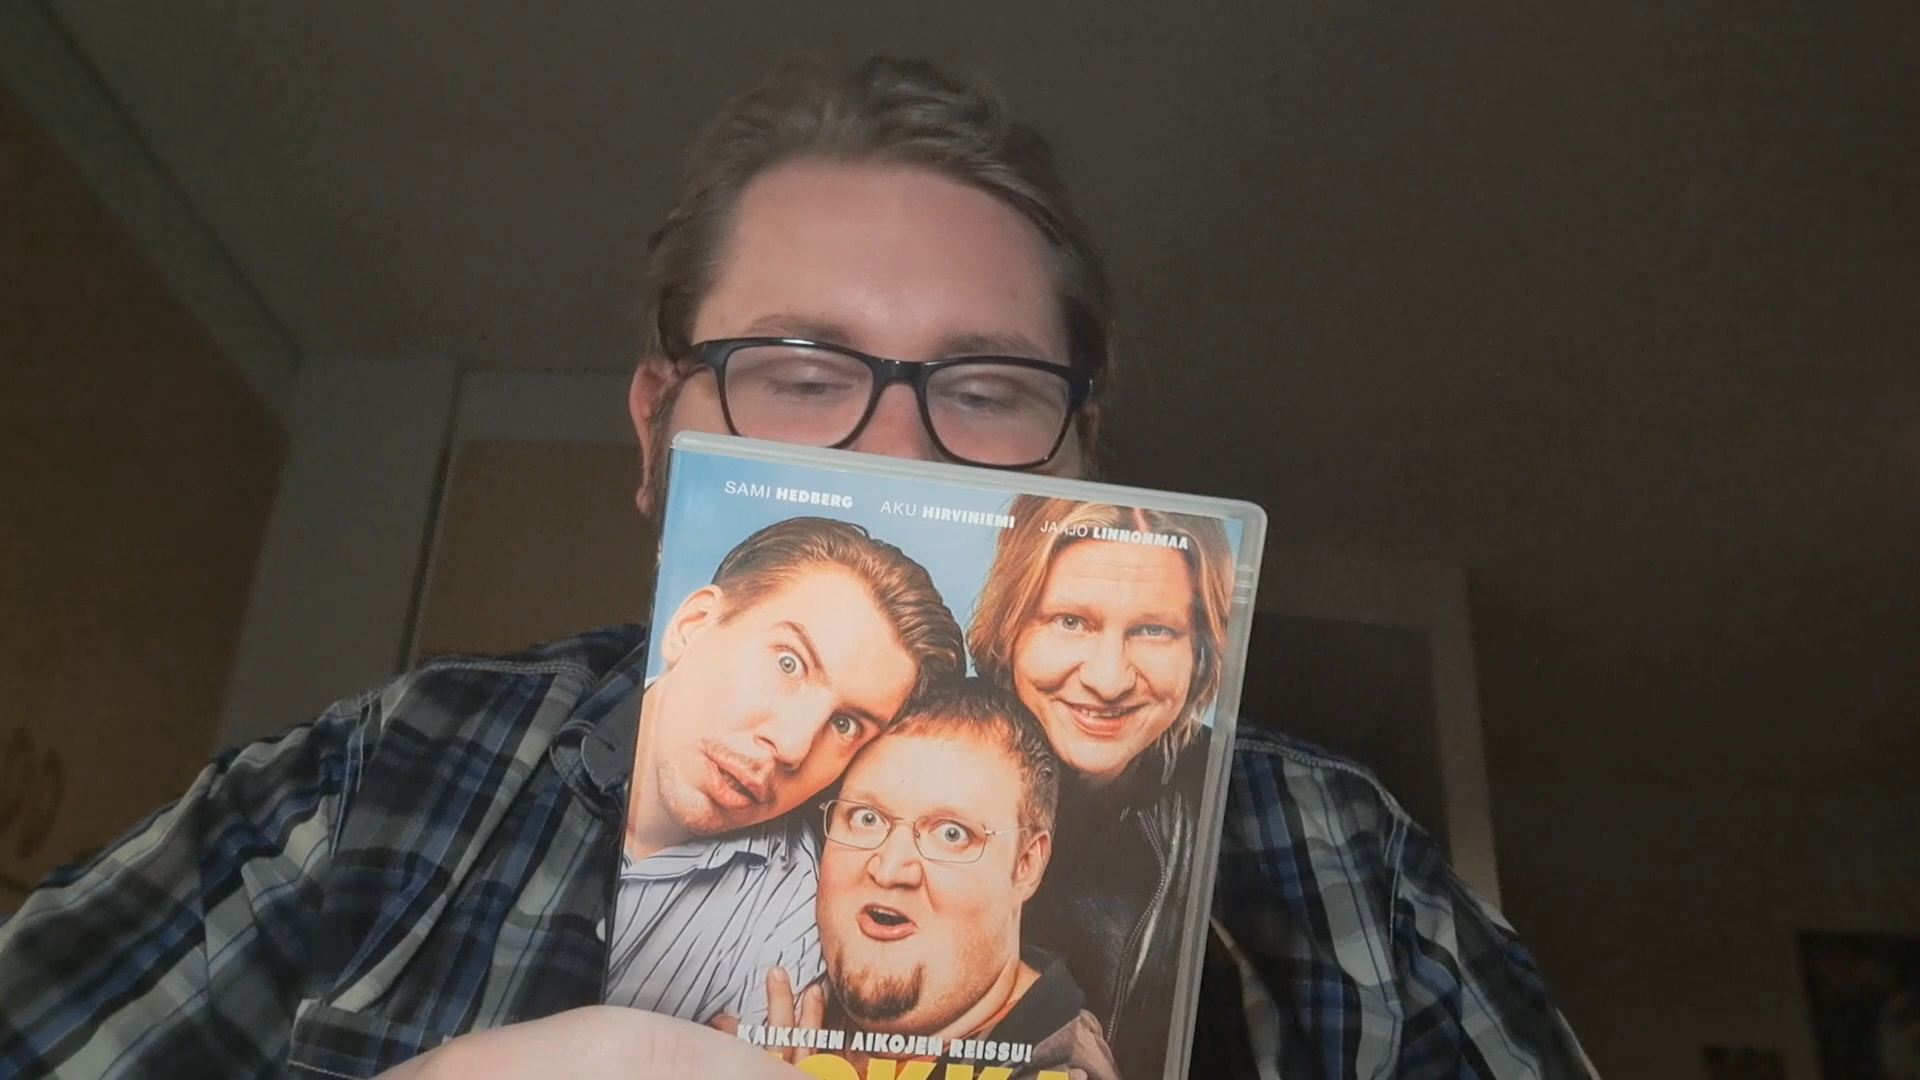 SAMI HEDBERG AKU HIRVINIEMI JAAJO LINNONMAA
KAIKKIEN AIKOJEN REISSU!